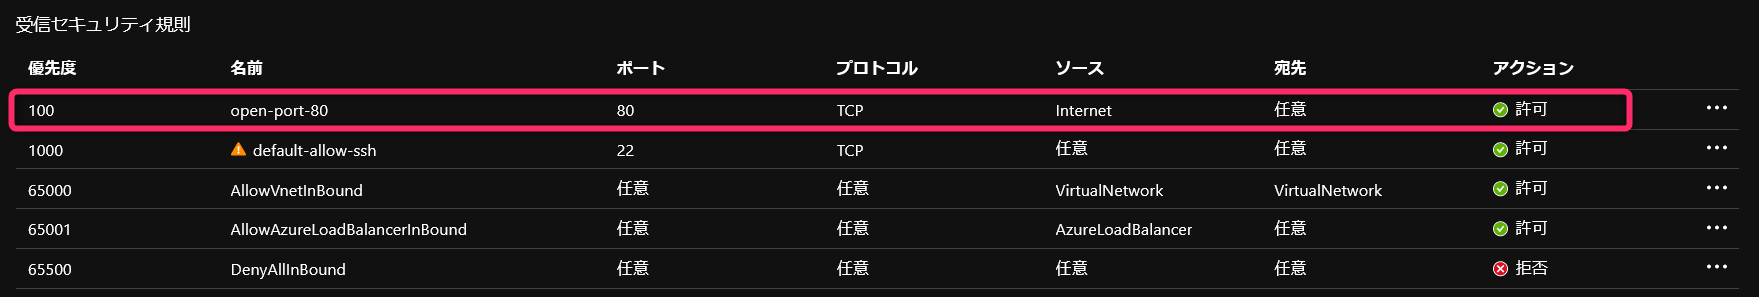 受信セキュリティ規則
優先度 名前 ポート プロトコル ソース 宛先 アクション
100 open-port-80 80 TCP Internet 任意 許可 •••
1000 default-allow-ssh 22 TCP 任意 任意 許可 •••
65000 AllowVnetInBound 任意 任意 VirtualNetwork VirtualNetwork 許可 •••
65001 AllowAzureLoadBalancerInBound 任意 任意 AzureLoadBalancer 任意 許可 •••
65500 DenyAllInBound 任意 任意 任意 任意 拒否 •••